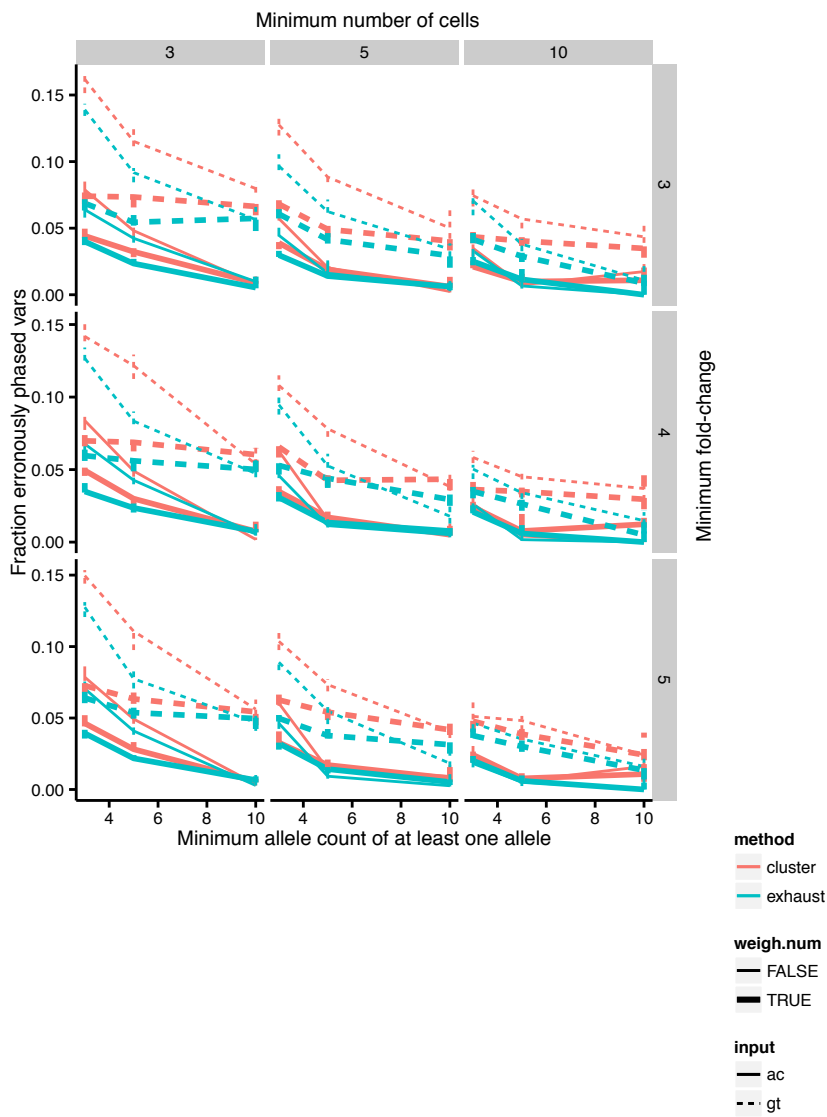 Minimum number of cells
3 5 10
0.15
0.10
0.05
0.00
3
0.15
0.10
0.05
0.00
4
0.15
0.10
0.05
0.00
5
Fraction erronously phased vars
Minimum fold-change
4 6 8 10 4 6 8 10 4 6 8 10
Minimum allele count of at least one allele
method
cluster
exhaust
weigh.num
FALSE
TRUE
input
ac
gt